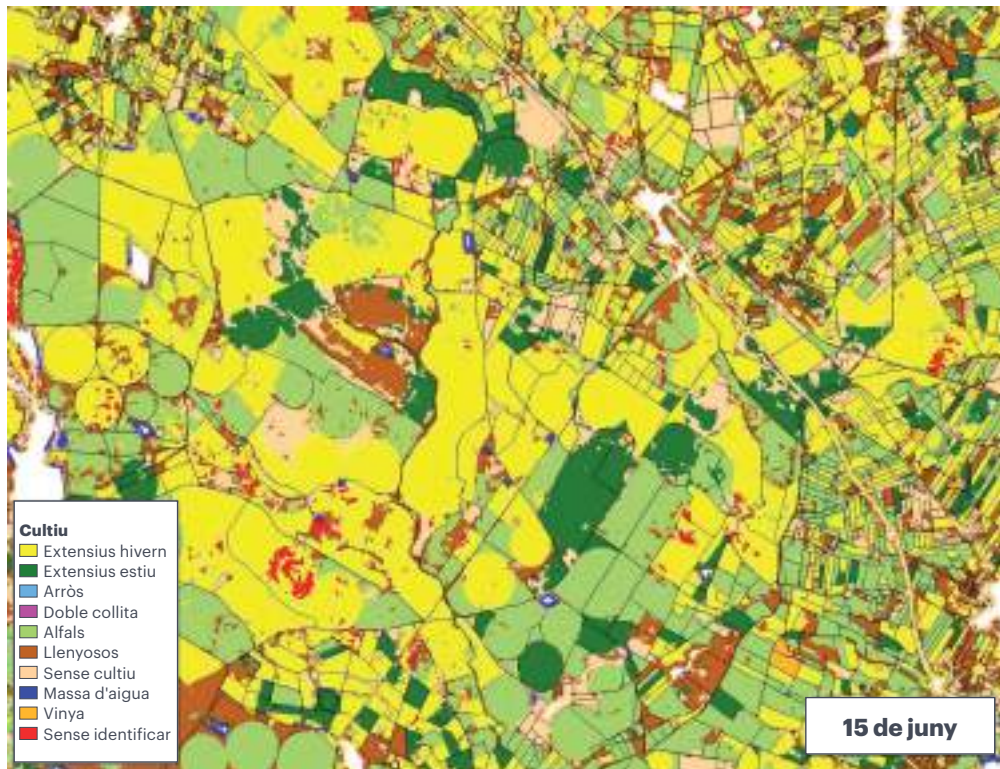 Cultiu
Extensius hivern
Extensius estiu
Arròs
Doble collita
Alfals
Llenyosos
Sense cultiu
Massa d'aigua
Vinya
Sense identificar
15 de juny